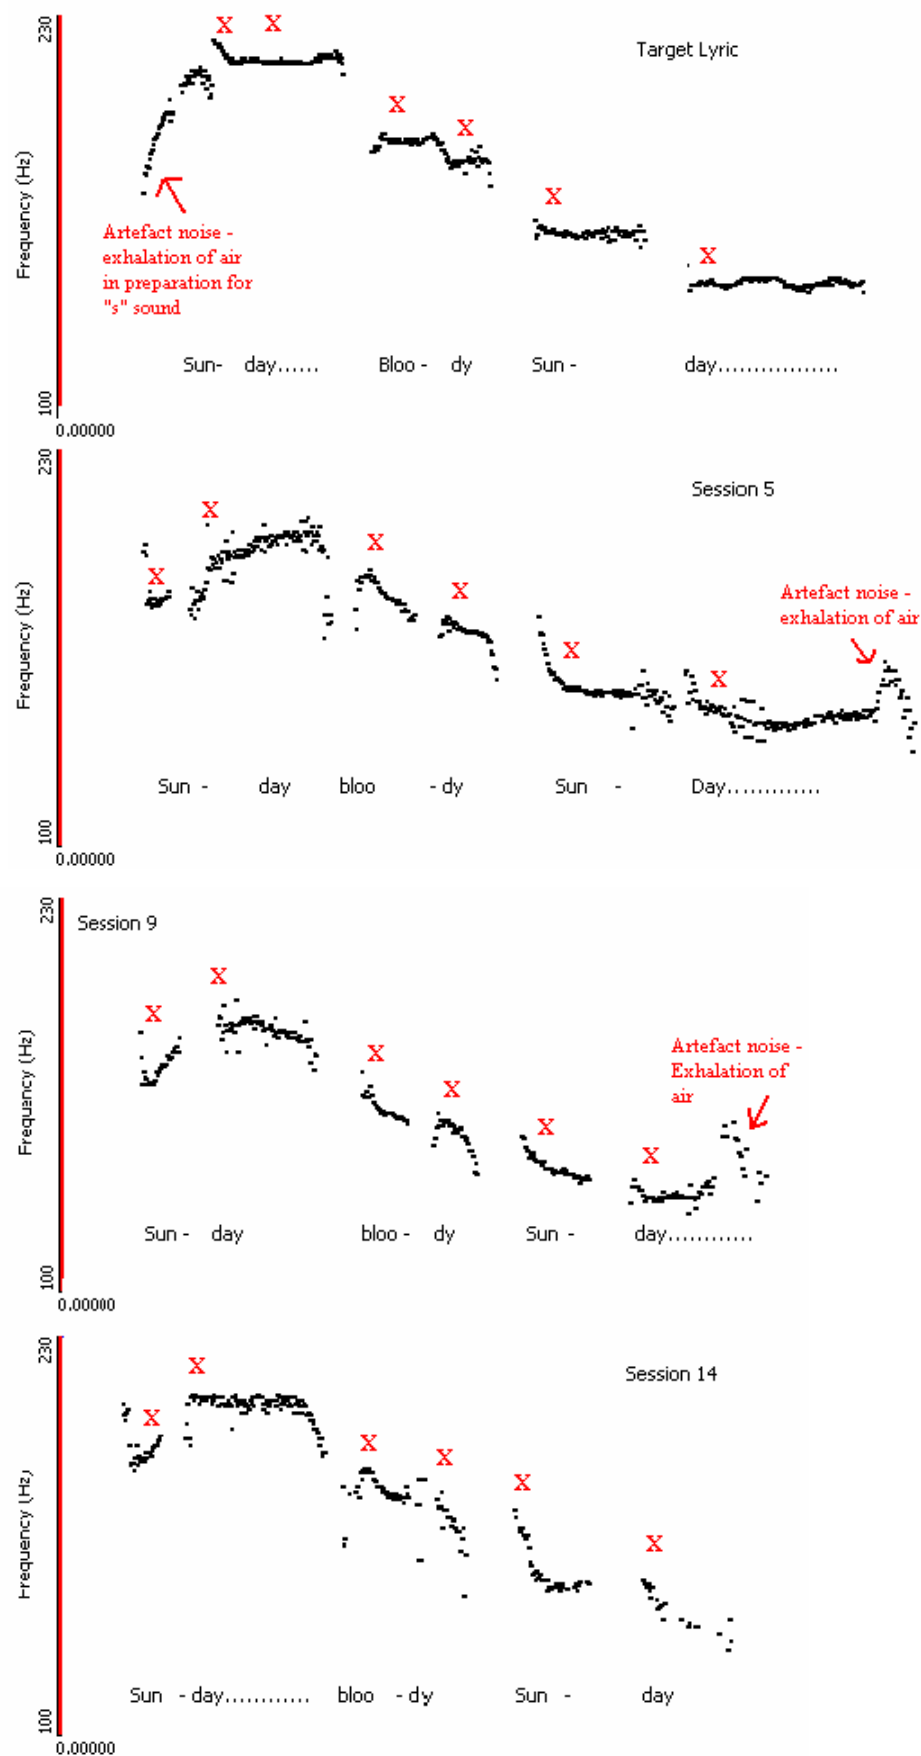 230
X X
Target Lyric
X
X
Frequency (Hz)
X
Artefact noise -
exhalation of air
in preparation for
"s" sound
X
Sun- day...... Bloo - dy Sun - day.................
100
0.00000
230
Session 5
X
X
X
X
Artefact noise -
exhalation of air
Frequency (Hz)
X
X
Sun - day bloo - dy Sun - Day.............
100
0.00000
230
Session 9
X
X
Artefact noise -
Exhalation of
air
X
X
Frequency (Hz)
X
X
Sun - day bloo - dy Sun - day............
100
0.00000
230
X
Session 14
X
X
X
X
Frequency (Hz)
X
Sun - day............ bloo - dy Sun - day
100
0.00000